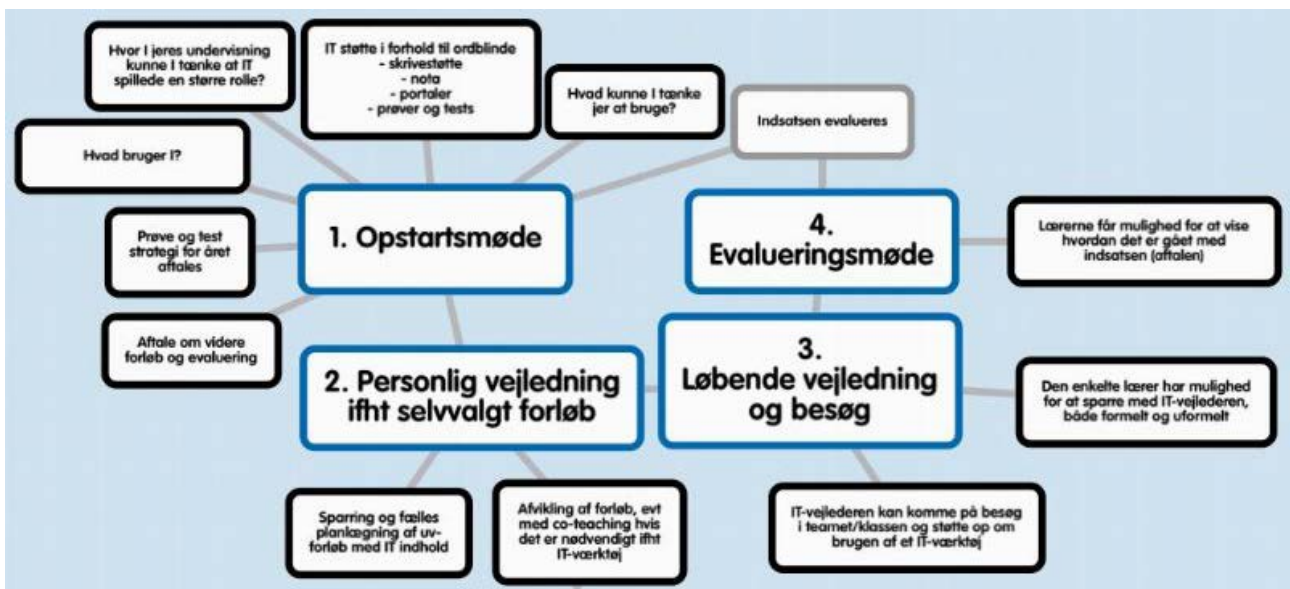 Hvor I jeres undervisning
kunne I tænke at IT
spillede en større rolle?
IT støtte i forhold til ordblinde
- skrivestøtte
- nota
- portaler
- prøver og tests
Hvad kunne I tænke
jer at bruge?
Indsatsen evalueres
Hvad bruger I?
1. Opstartsmøde
4.
Evalueringsmøde
Lærerne får mulighed for at vise
hvordan det er gået med
indsatsen (aftalen)
Prøve og test
strategi for året
aftales
Aftale om videre
forløb og evaluering
2. Personlig vejledning
ifht selvvalgt forløb
3.
Løbende vejledning
og besøg
Den enkelte lærer har mulighed
for at sparre med IT-vejlederen,
både formelt og uformelt
Sparring og fælles
planlægning af uv-
forløb med IT indhold
Afvikling af forløb, evt
med co-teaching hvis
det er nødvendigt ifht
IT-værktøj
IT-vejlederen kan komme på besøg
i teamet/klassen og støtte op om
brugen af et IT-værktøj